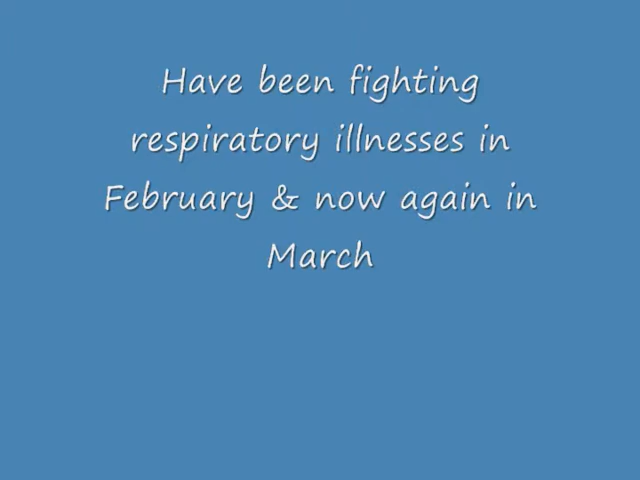 Have been fighting
respiratory illnesses in
February & now again in
March